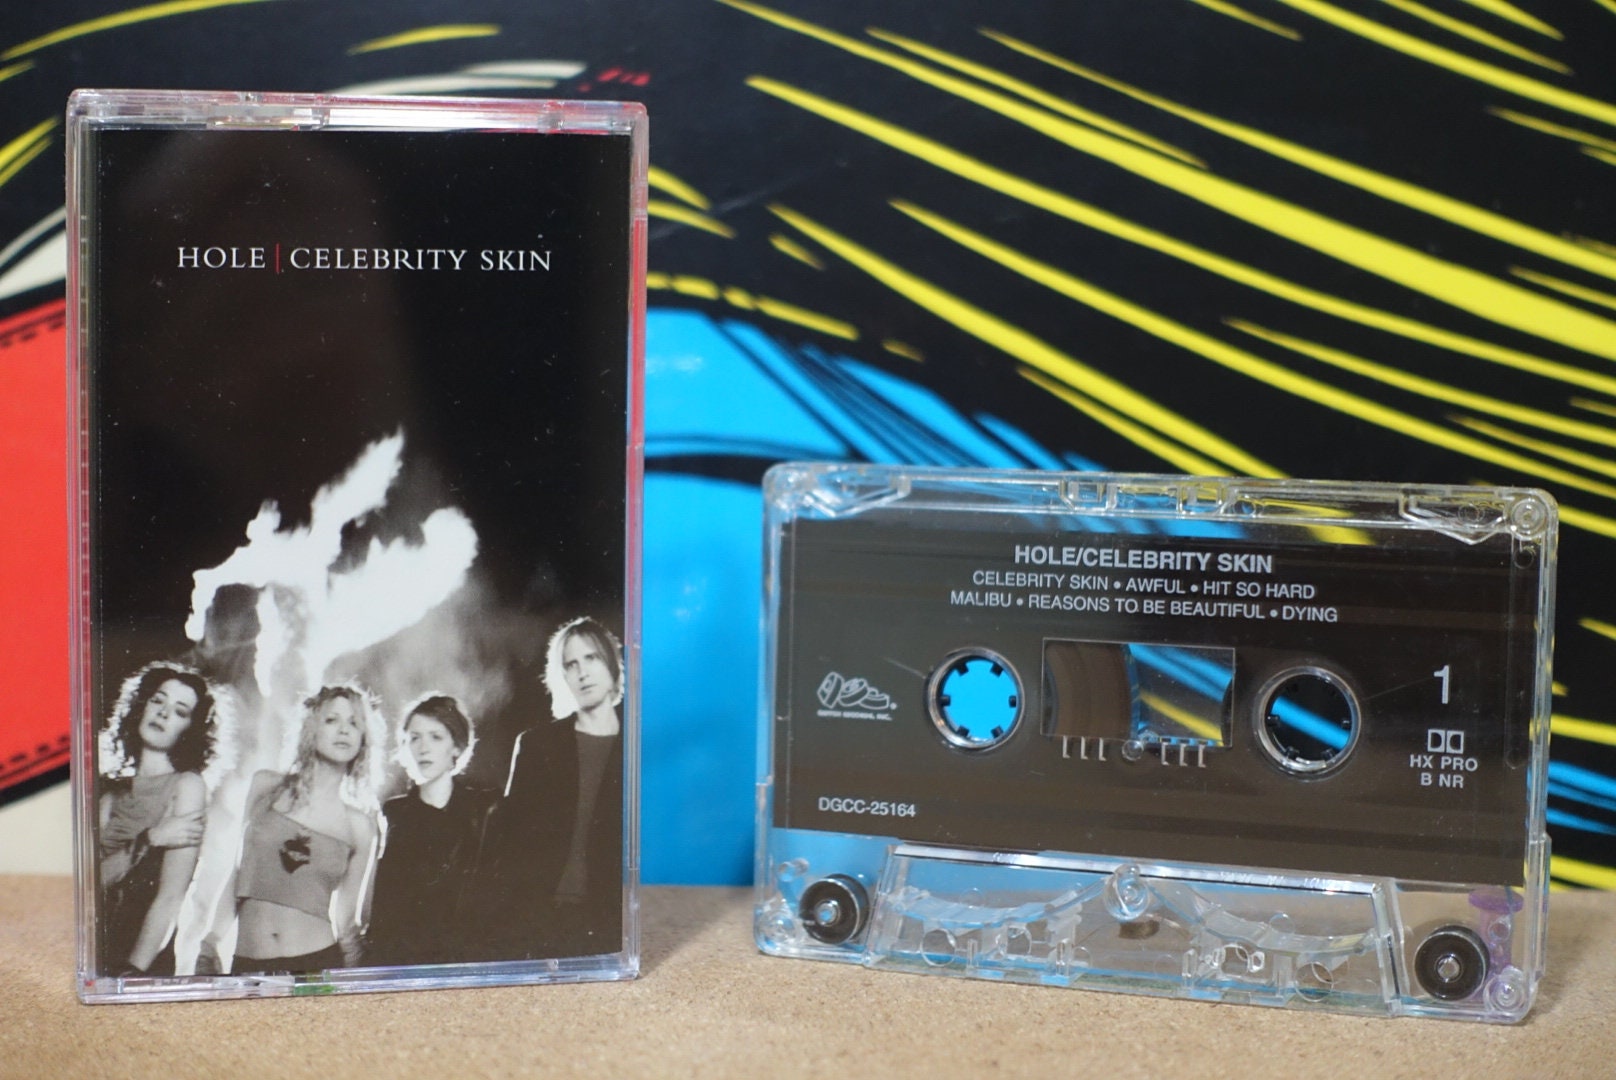 HOLE | CELEBRITY SKIN
HOLE/CELEBRITY SKIN
CELEBRITY SKIN • AWFUL • HIT SO HARD
MALIBU • REASONS TO BE BEAUTIFUL • DYING
1
HX PRO
B NR
DGCC-25164